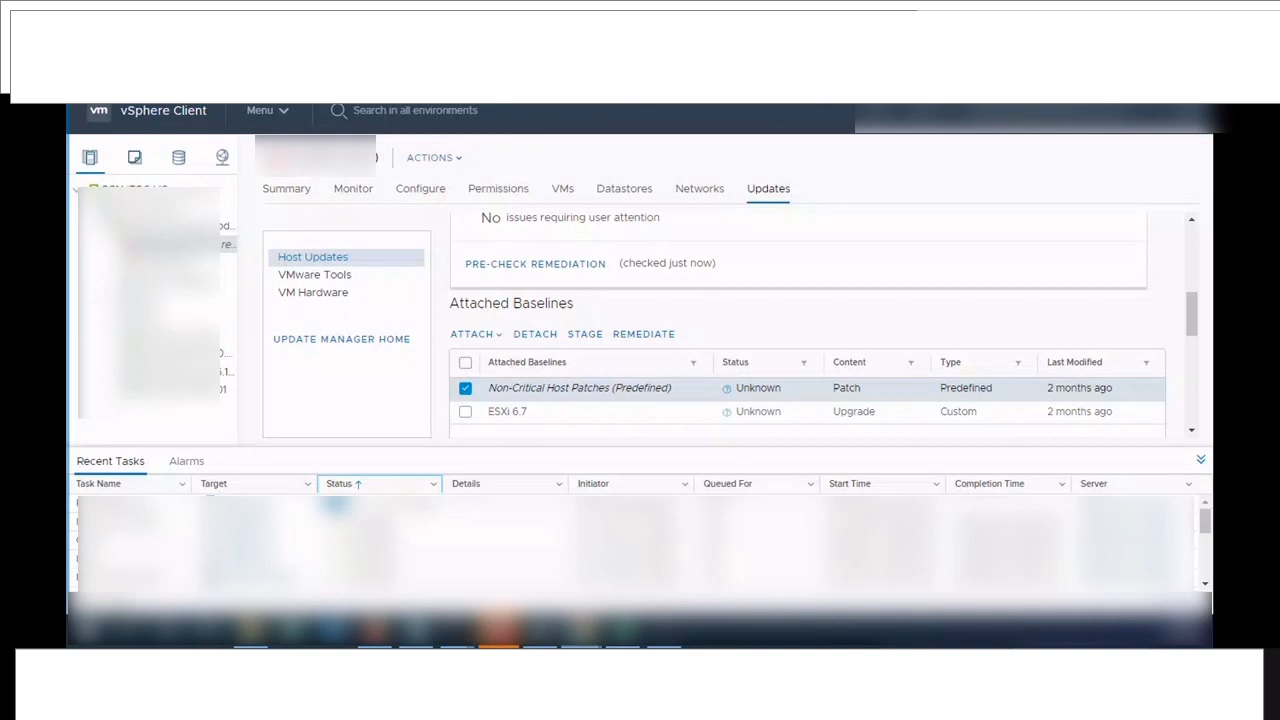 vm vSphere Client Menu Search in all environments
ACTIONS
Summary Monitor Configure Permissions VMs Datastores Networks Updates
No issues requiring user attention
PRE-CHECK REMEDIATION (checked just now)
Host Updates
VMware Tools
VM Hardware
UPDATE MANAGER HOME
Attached Baselines
ATTACH DETACH STAGE REMEDIATE
Attached Baselines Status Content Type Last Modified
Non-Critical Host Patches (Predefined) Unknown Patch Predefined 2 months ago
ESXi 6.7 Unknown Upgrade Custom 2 months ago
Recent Tasks Alarms
Task Name Target Status Details Initiator Queued For Start Time Completion Time Server